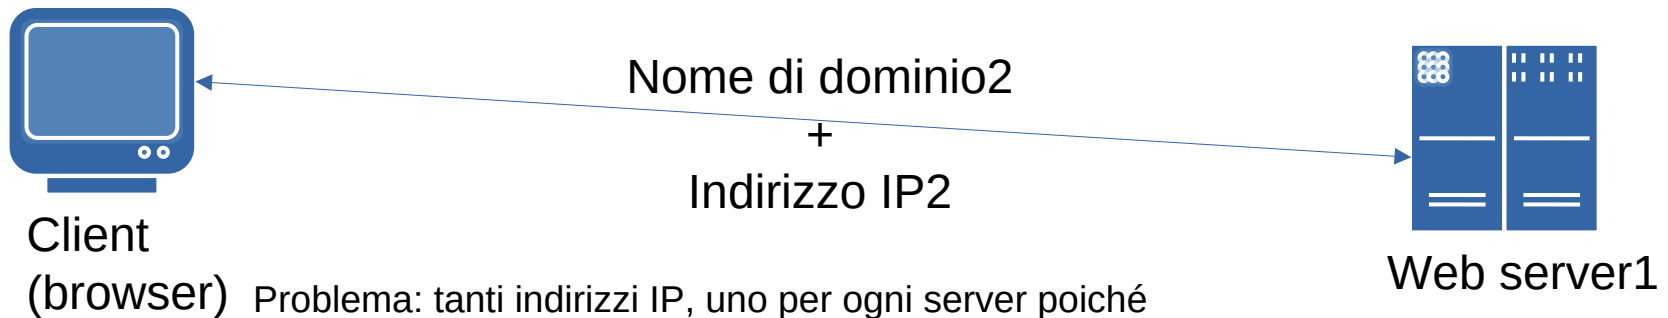 Nome di dominio2
+
Indirizzo IP2
Client
(browser)
Web server1
Problema: tanti indirizzi IP, uno per ogni server poiché